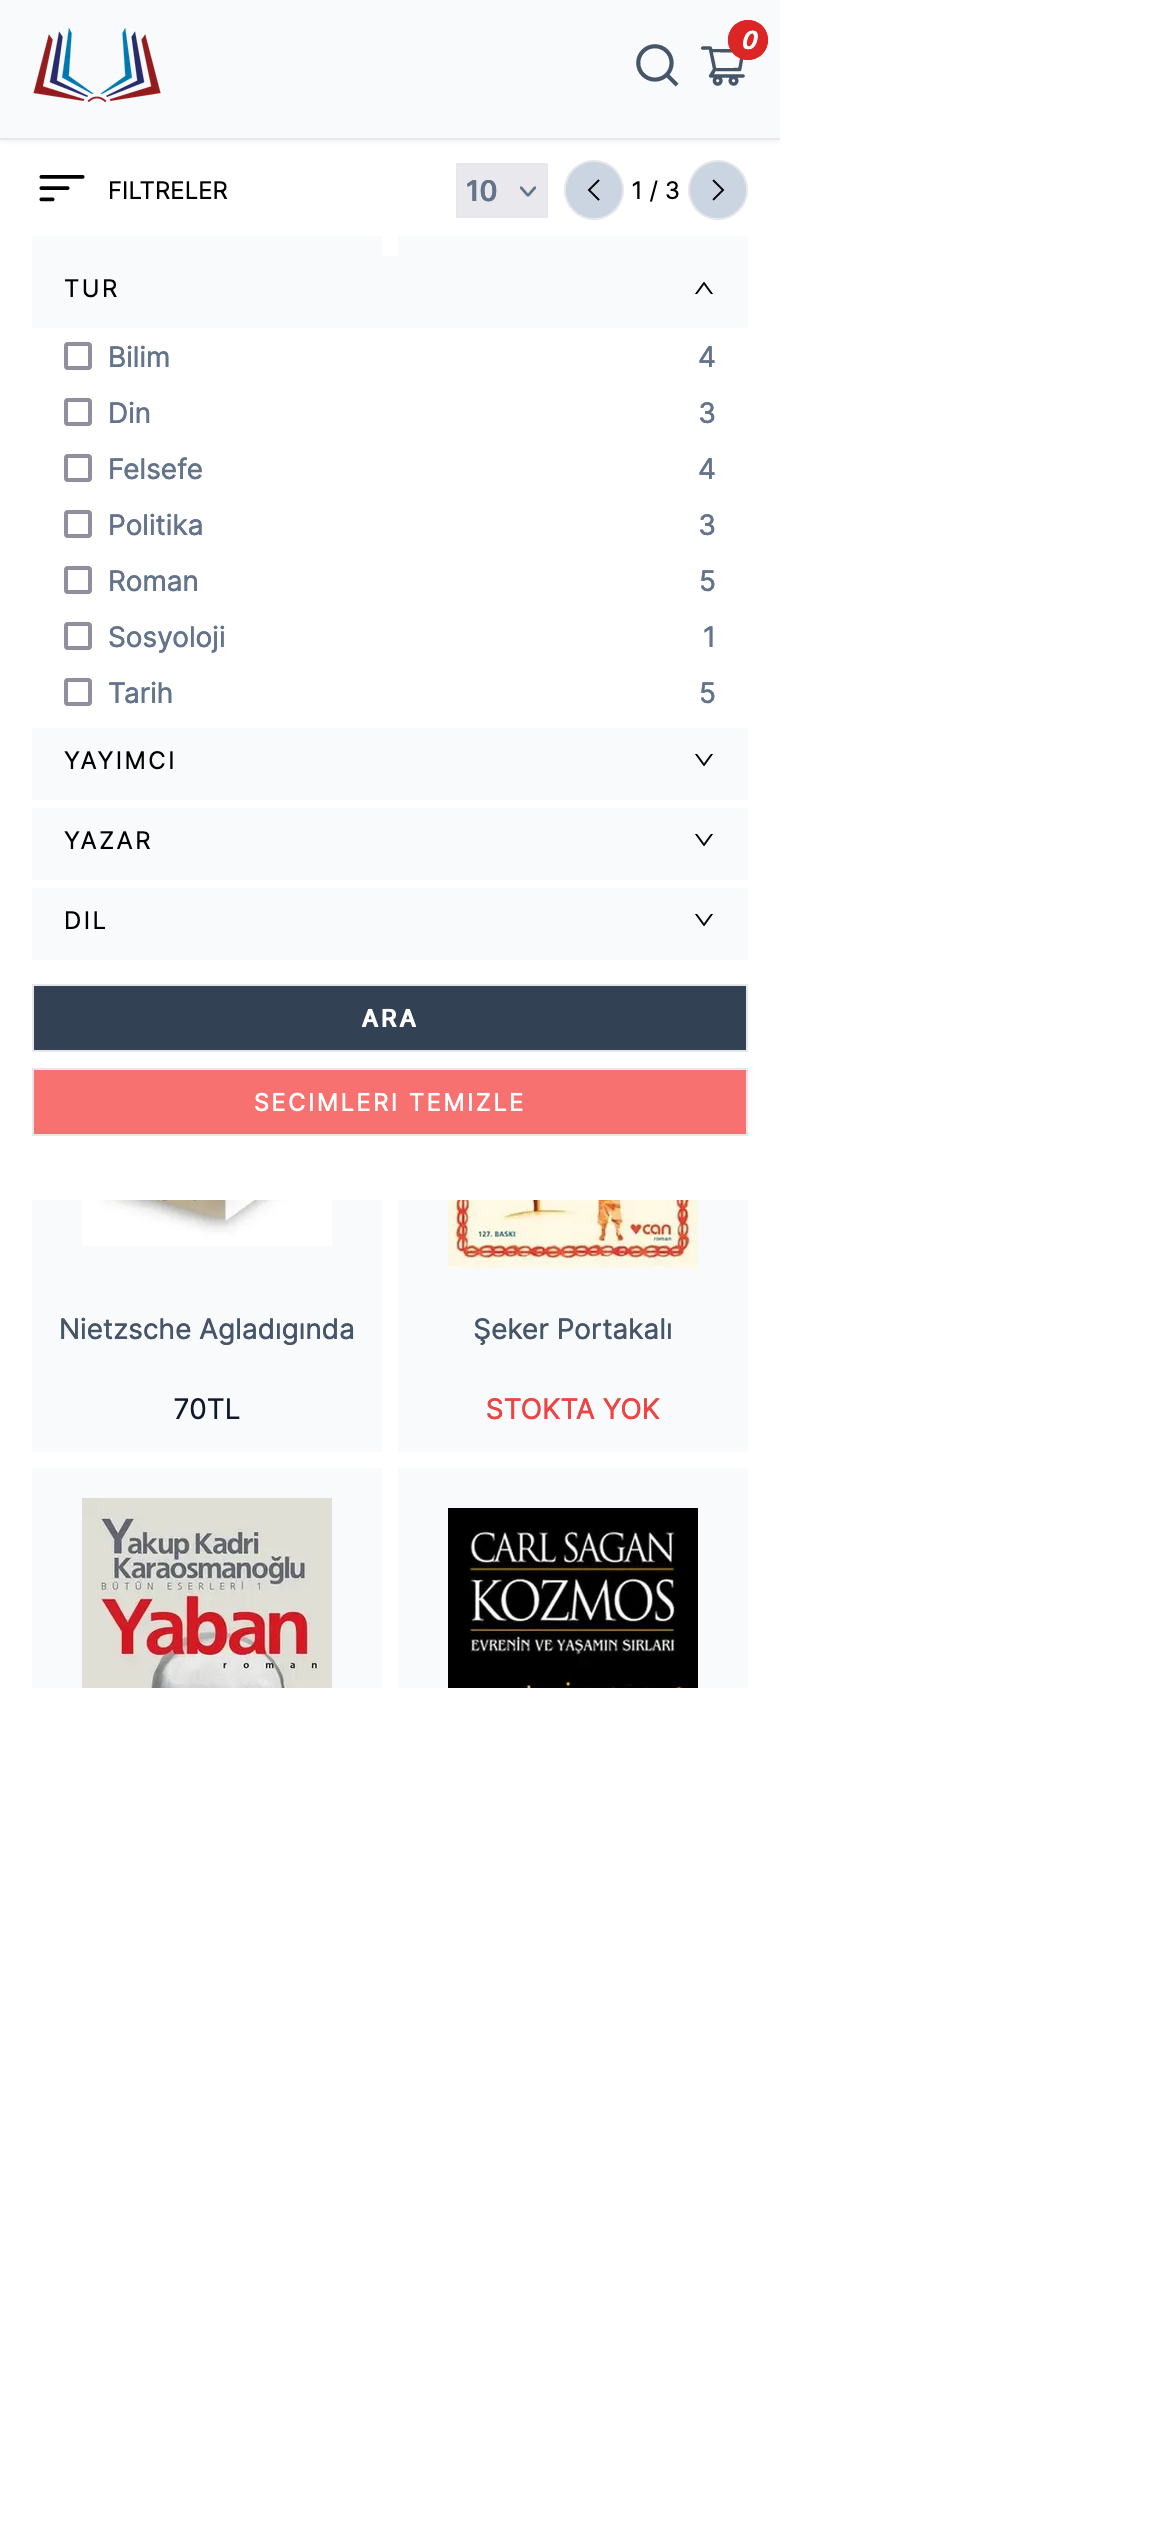 0
FILTRELER
10
1 / 3
TUR
Bilim 4
Din 3
Felsefe 4
Politika 3
Roman 5
Sosyoloji 1
Tarih 5
YAYIMCI
YAZAR
DIL
ARA
SECIMLERI TEMIZLE
127. BASKI
can
roman
Nietzsche Agladıgında
Şeker Portakalı
70TL
STOKTA YOK
Yakup Kadri
Karaosmanoğlu
BÜTÜN ESERLERİ 1
Yaban
roman
CARL SAGAN
KOZMOS
EVRENİN VE YAŞAMIN SIRLARI